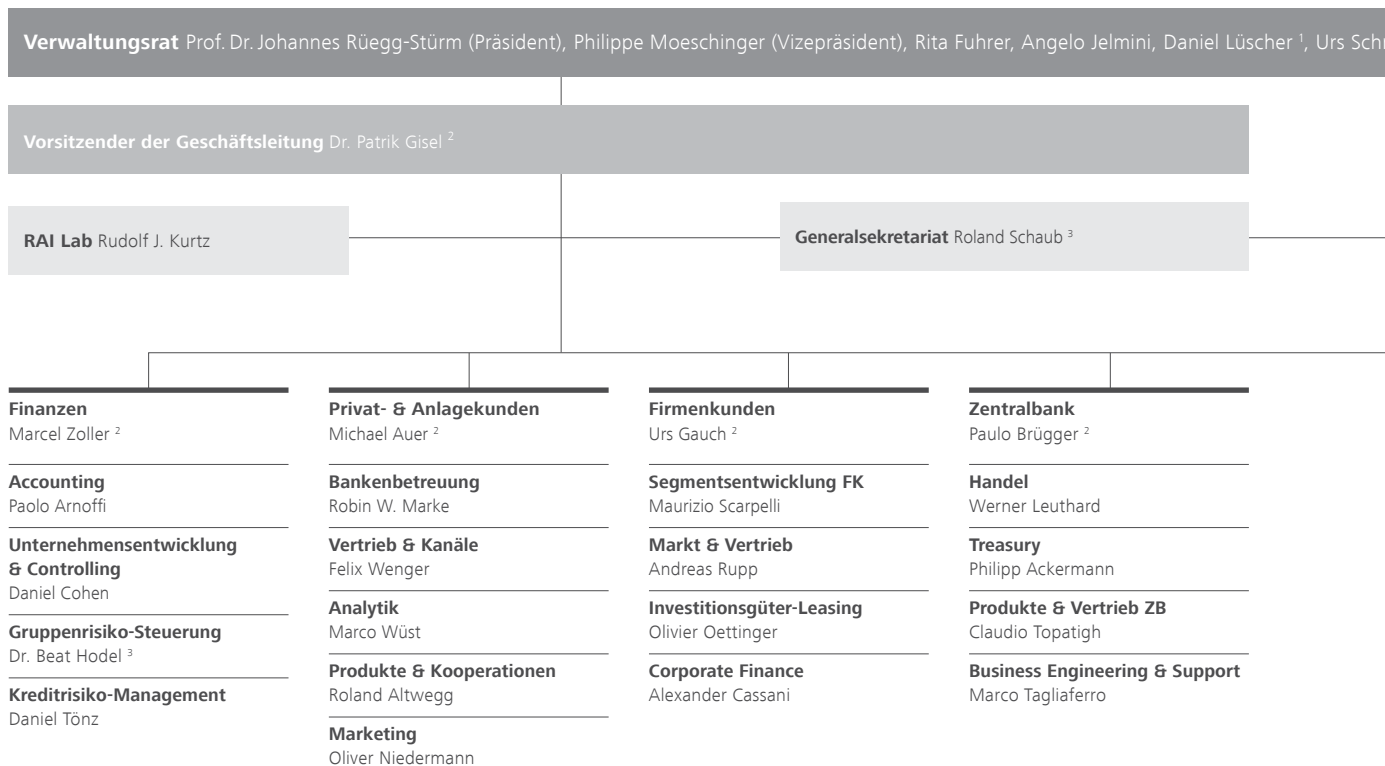 Verwaltungsrat Prof. Dr. Johannes Rüegg-Stürm (Präsident), Philippe Moeschinger (Vizepräsident), Rita Fuhrer, Angelo Jelmini, Daniel Lüscher ¹, Urs
Vorsitzender der Geschäftsleitung Dr. Patrik Gisel ²
RAI Lab Rudolf J. Kurtz
Generalsekretariat Roland Schaub ³
Finanzen
Marcel Zoller ²
Accounting
Paolo Arnoffi
Unternehmensentwicklung
& Controlling
Daniel Cohen
Gruppenrisiko-Steuerung
Dr. Beat Hodel ³
Kreditrisiko-Management
Daniel Tönz
Privat- & Anlagekunden
Michael Auer ²
Bankenbetreuung
Robin W. Marke
Vertrieb & Kanäle
Felix Wenger
Analytik
Marco Wüst
Produkte & Kooperationen
Roland Altwegg
Marketing
Oliver Niedermann
Firmenkunden
Urs Gauch ²
Segmentsentwicklung FK
Maurizio Scarpelli
Markt & Vertrieb
Andreas Rupp
Investitionsgüter-Leasing
Olivier Oettinger
Corporate Finance
Alexander Cassani
Zentralbank
Paulo Brügger ²
Handel
Werner Leuthard
Treasury
Philipp Ackermann
Produkte & Vertrieb ZB
Claudio Topatigh
Business Engineering & Support
Marco Tagliaferro